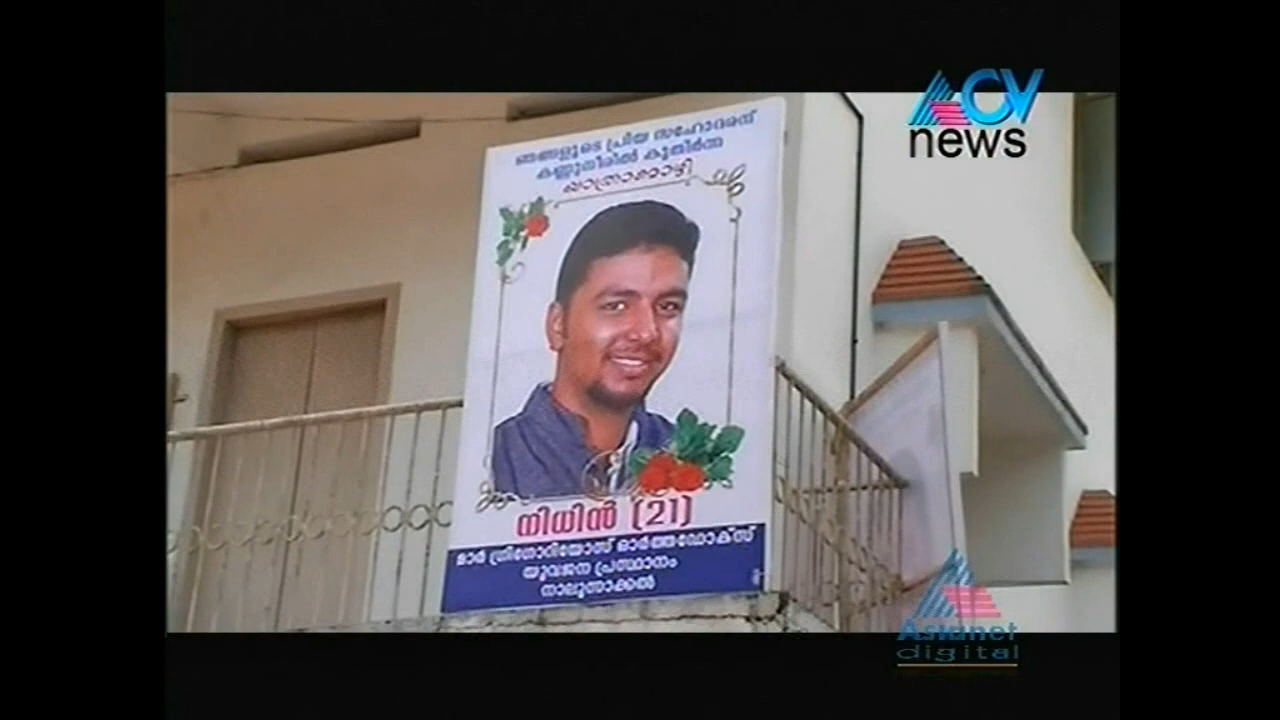 ഞങ്ങളുടെ പ്രിയ സഹോദരന്
കണ്ണുനീരിൽ കുതിർന്ന
യാത്രാമൊഴി
നിധിൻ (21)
മാർ ഗ്രിഗോറിയോസ് ഓർത്തഡോക്സ്
യുവജന പ്രസ്ഥാനം
നാലുന്നാക്കൽ
ACV
news
Asianet
digital